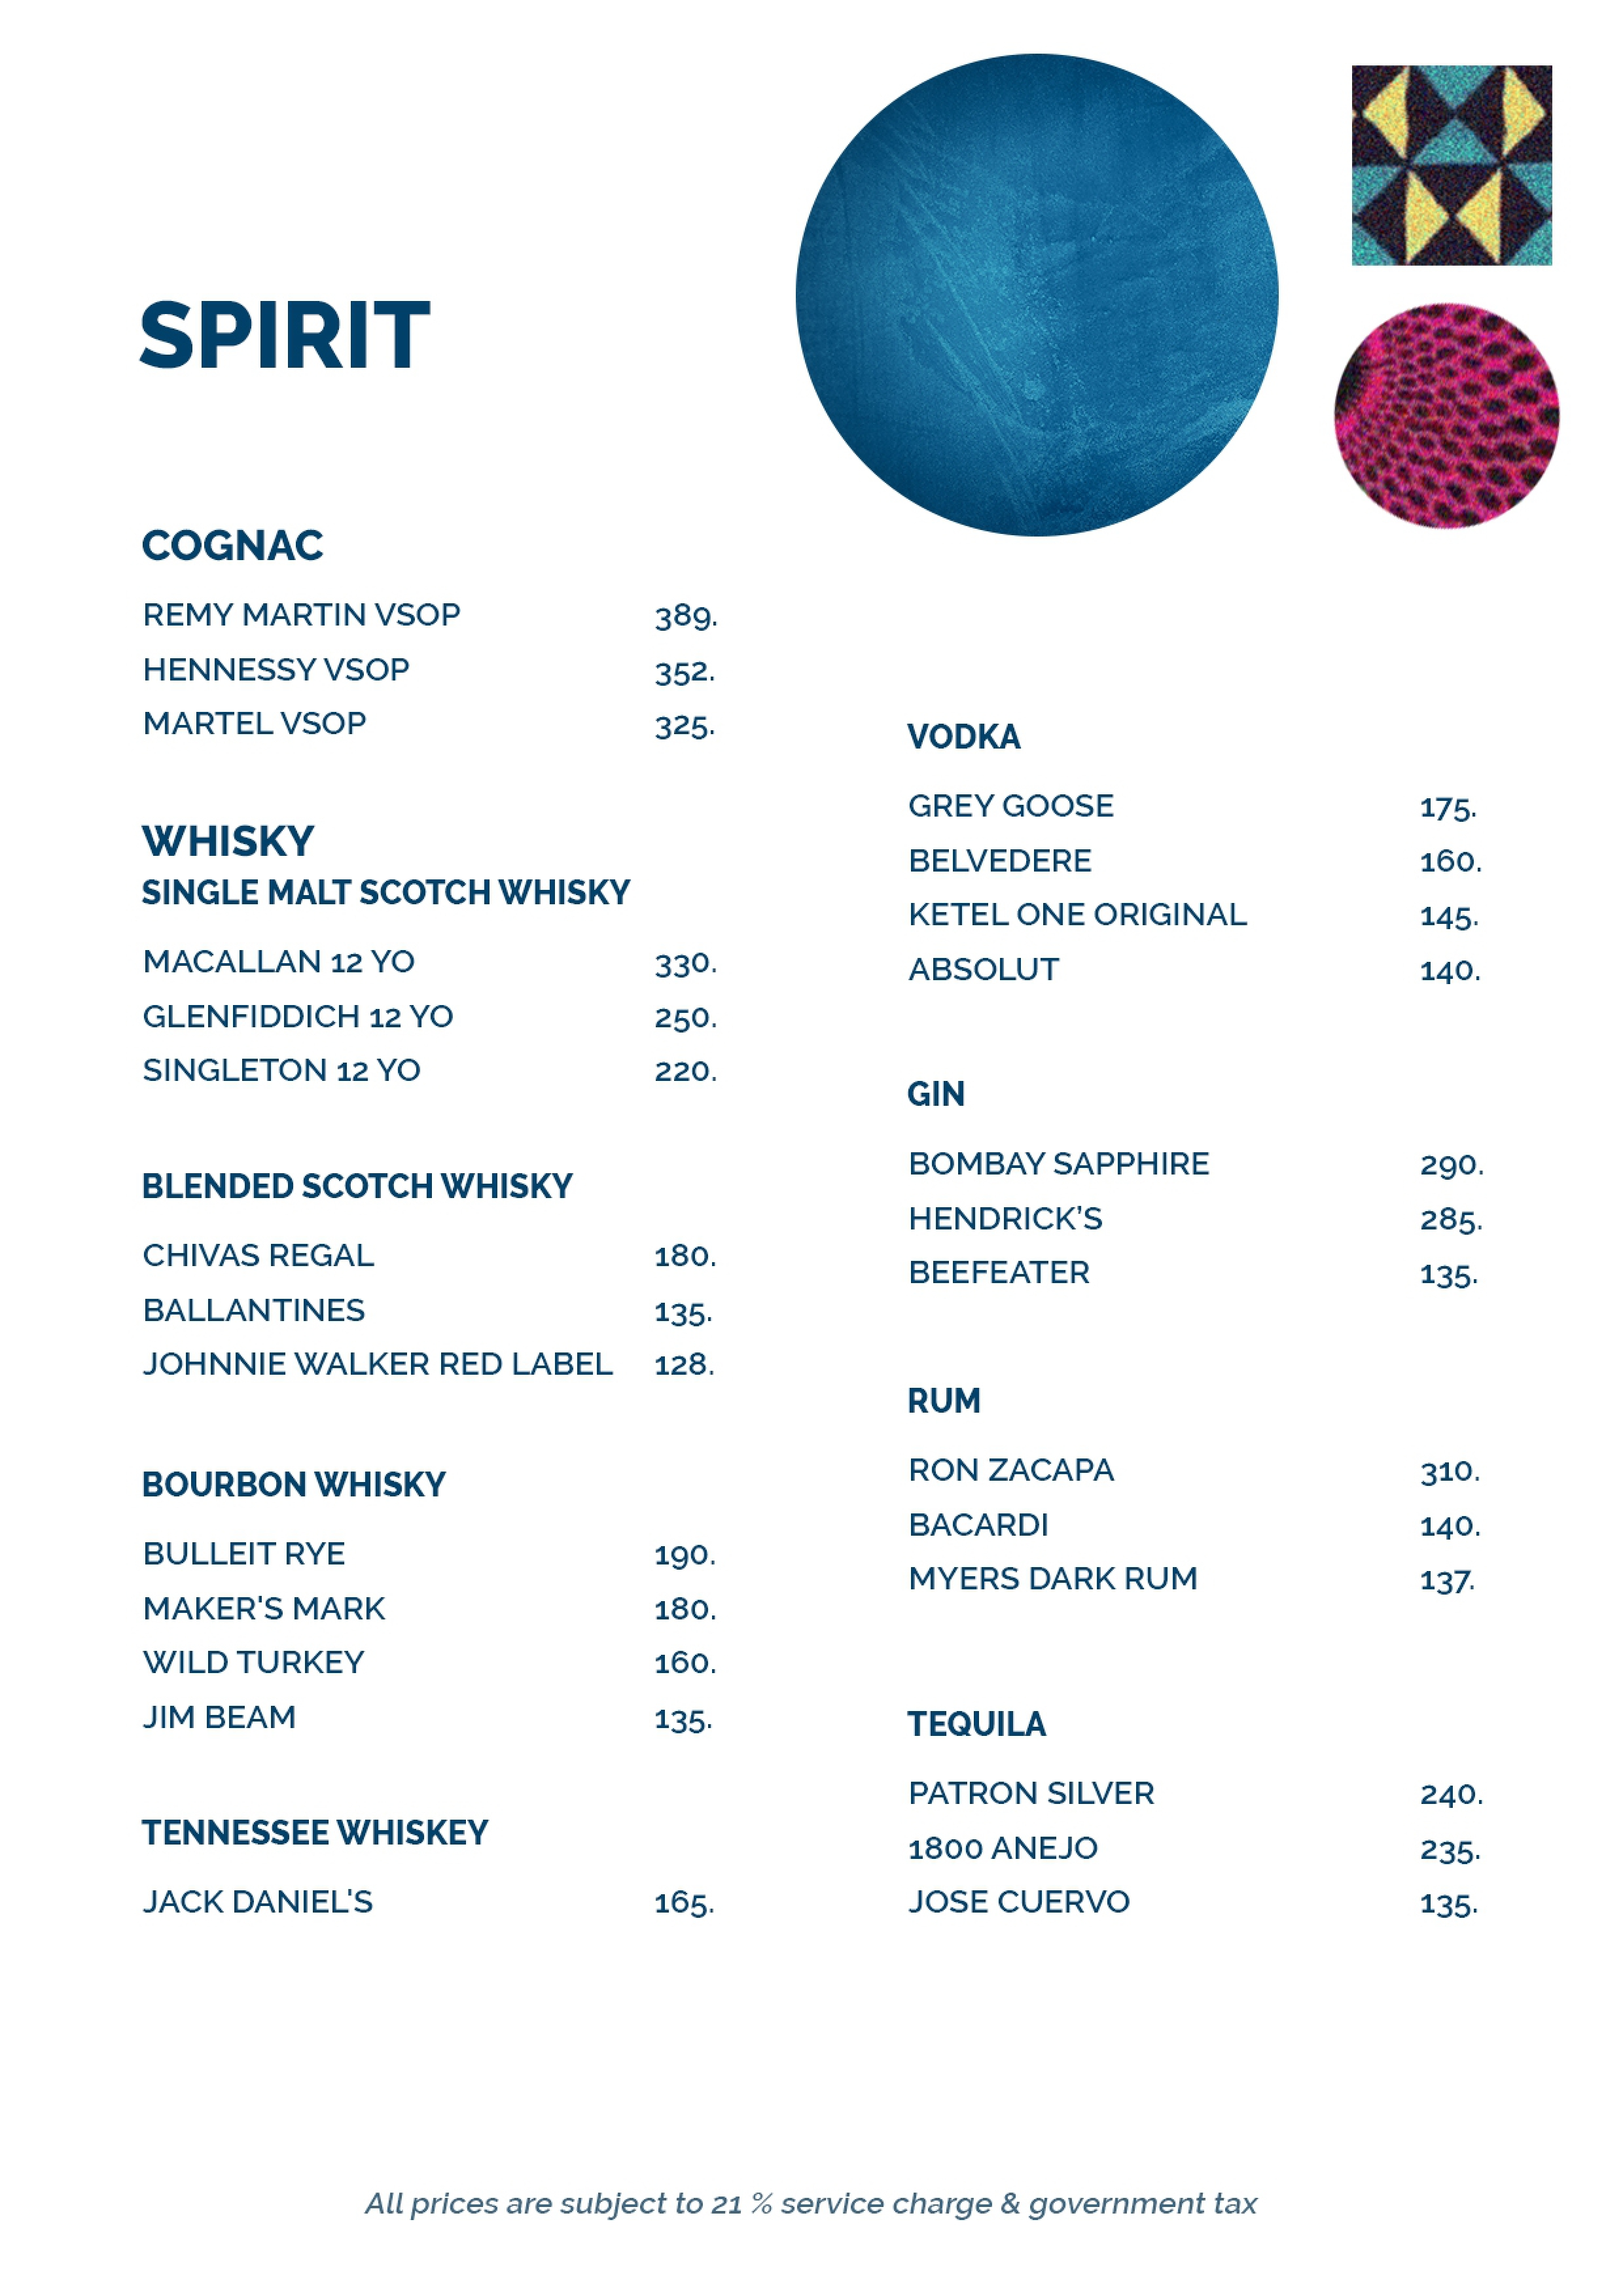 SPIRIT
COGNAC
REMY MARTIN VSOP 389.
HENNESSY VSOP 352.
MARTEL VSOP 325.
WHISKY
SINGLE MALT SCOTCH WHISKY
MACALLAN 12 YO 330.
GLENFIDDICH 12 YO 250.
SINGLETON 12 YO 220.
BLENDED SCOTCH WHISKY
CHIVAS REGAL 180.
BALLANTINES 135.
JOHNNIE WALKER RED LABEL 128.
BOURBON WHISKY
BULLEIT RYE 190.
MAKER'S MARK 180.
WILD TURKEY 160.
JIM BEAM 135.
TENNESSEE WHISKEY
JACK DANIEL'S 165.
VODKA
GREY GOOSE 175.
BELVEDERE 160.
KETEL ONE ORIGINAL 145.
ABSOLUT 140.
GIN
BOMBAY SAPPHIRE 290.
HENDRICK’S 285.
BEEFEATER 135.
RUM
RON ZACAPA 310.
BACARDI 140.
MYERS DARK RUM 137.
TEQUILA
PATRON SILVER 240.
1800 ANEJO 235.
JOSE CUERVO 135.
All prices are subject to 21 % service charge & government tax